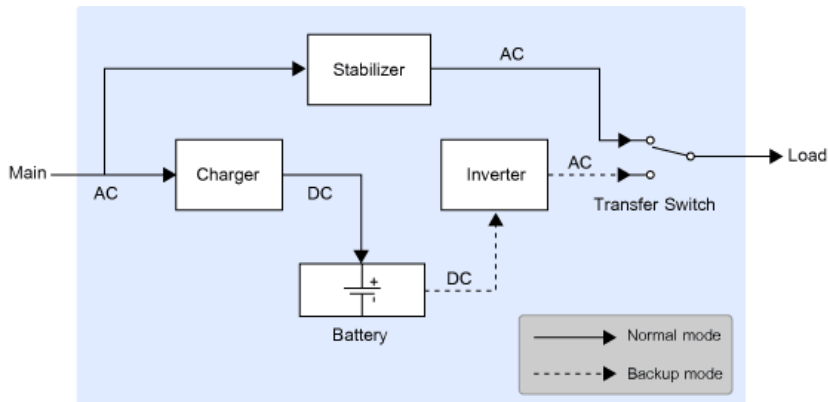 Stabilizer
AC
Main
AC
Charger
DC
Inverter
AC
Load
Transfer Switch
Battery
DC
+
-
Normal mode
Backup mode